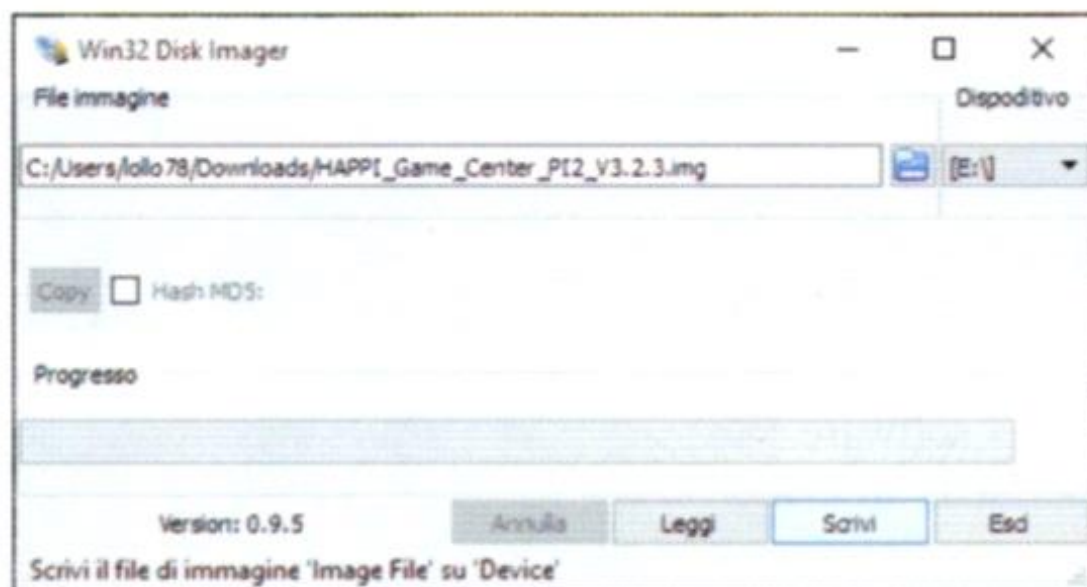 Win32 Disk Imager
File immagine
Dispoditivo
C:/Users/lollo78/Downloads/HAPPI_Game_Center_PI2_V3.2.3.img
[E:\]
Copy
Hash MD5:
Progresso
Version: 0.9.5
Annulla
Leggi
Scrivi
Esci
Scrivi il file di immagine 'Image File' su 'Device'